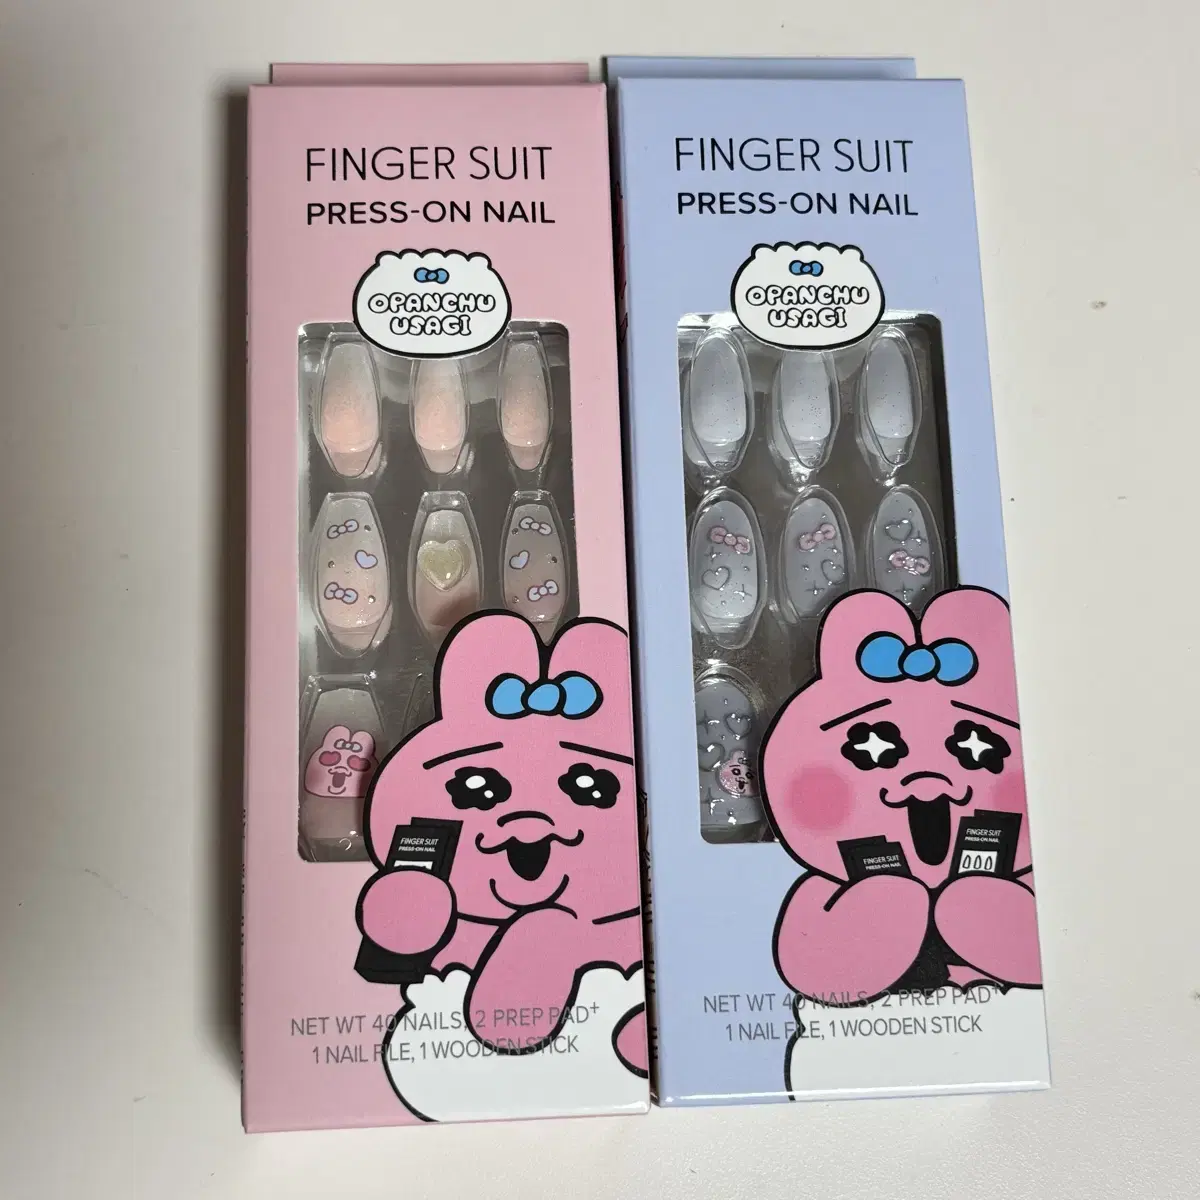 FINGER SUIT
PRESS-ON NAIL
OPANCHU
USAGI
FINGER SUIT
PRESS-ON NAIL
NET WT 40 NAILS, 2 PREP PAD+
1 NAIL FILE, 1 WOODEN STICK
FINGER SUIT
PRESS-ON NAIL
OPANCHU
USAGI
FINGER SUIT
PRESS-ON NAIL
FINGER SUIT
PRESS-ON NAIL
NET WT 40 NAILS, 2 PREP PAD+
1 NAIL FILE, 1 WOODEN STICK